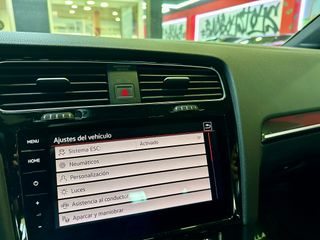 MENU
HOME
Ajustes del vehículo
Sistema ESC:
Activado
Neumáticos
Personalización
Luces
Asistencia al conductor
Aparcar y maniobrar